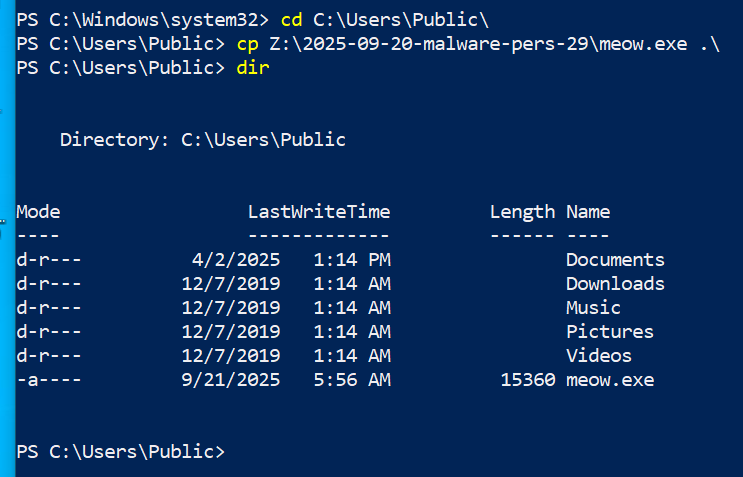 PS C:\Windows\system32> cd C:\Users\Public\
PS C:\Users\Public> cp Z:\2025-09-20-malware-pers-29\meow.exe .\
PS C:\Users\Public> dir
    Directory: C:\Users\Public
Mode                 LastWriteTime         Length Name
----                 -------------         ------ ----
d-r---          4/2/2025   1:14 PM                Documents
d-r---         12/7/2019   1:14 AM                Downloads
d-r---         12/7/2019   1:14 AM                Music
d-r---         12/7/2019   1:14 AM                Pictures
d-r---         12/7/2019   1:14 AM                Videos
-a----         9/21/2025   5:56 AM          15360 meow.exe
PS C:\Users\Public>